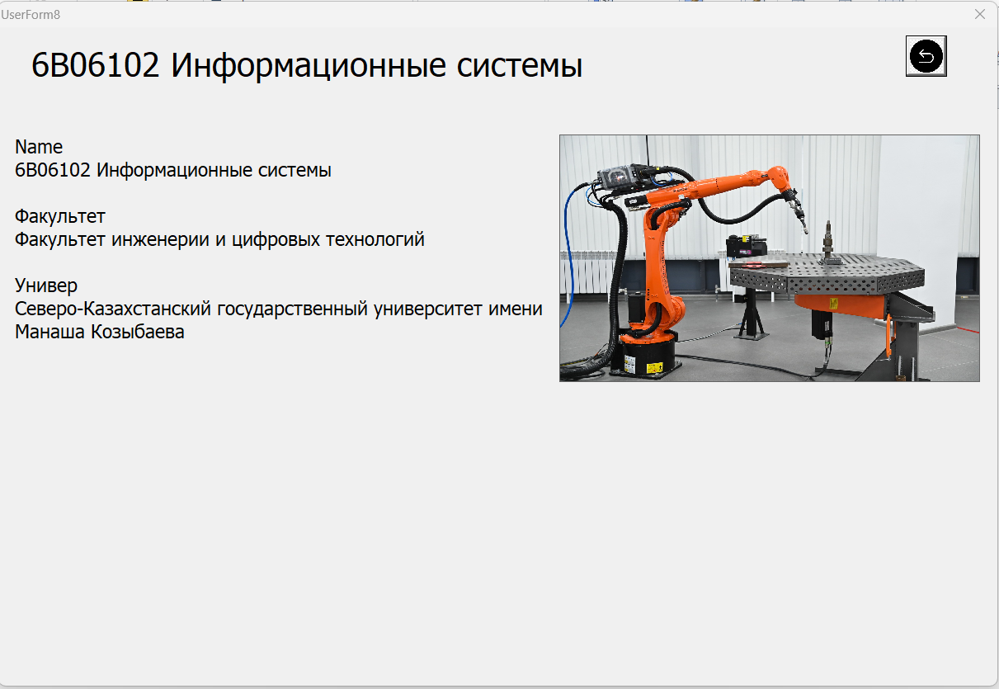 UserForm8
6B06102 Информационные системы
Name
6B06102 Информационные системы
Факультет
Факультет инженерии и цифровых технологий
Универ
Северо-Казахстанский государственный университет имени
Манаша Козыбаева